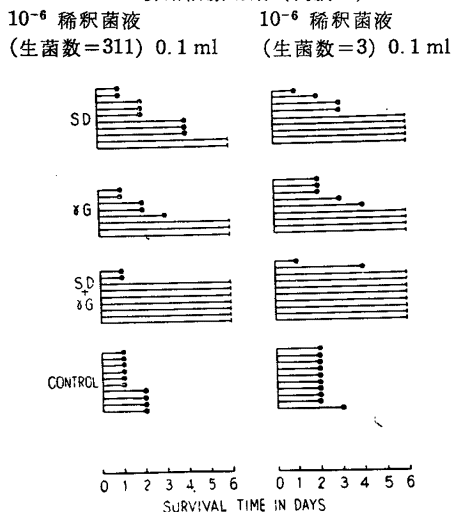 10⁻⁶ 稀釈菌液
(生菌数=311) 0.1 ml
10⁻⁶ 稀釈菌液
(生菌数=3) 0.1 ml
SD
γG
SD
+
γG
CONTROL
0 1 2 3 4 5 6
0 1 2 3 4 5 6
SURVIVAL TIME IN DAYS